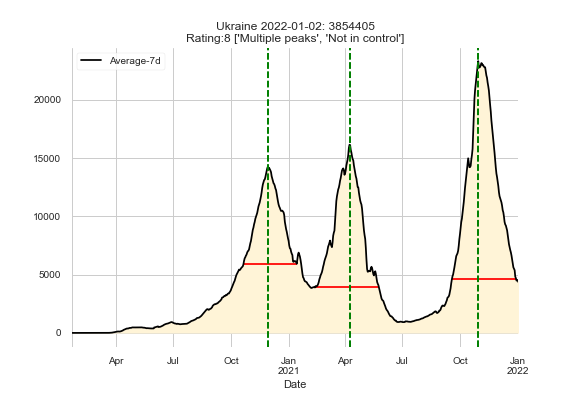 Ukraine 2022-01-02: 3854405
Rating:8 ['Multiple peaks', 'Not in control']
Average-7d
20000
15000
10000
5000
0
Apr Jul Oct Jan Apr Jul Oct Jan
2021 2022
Date